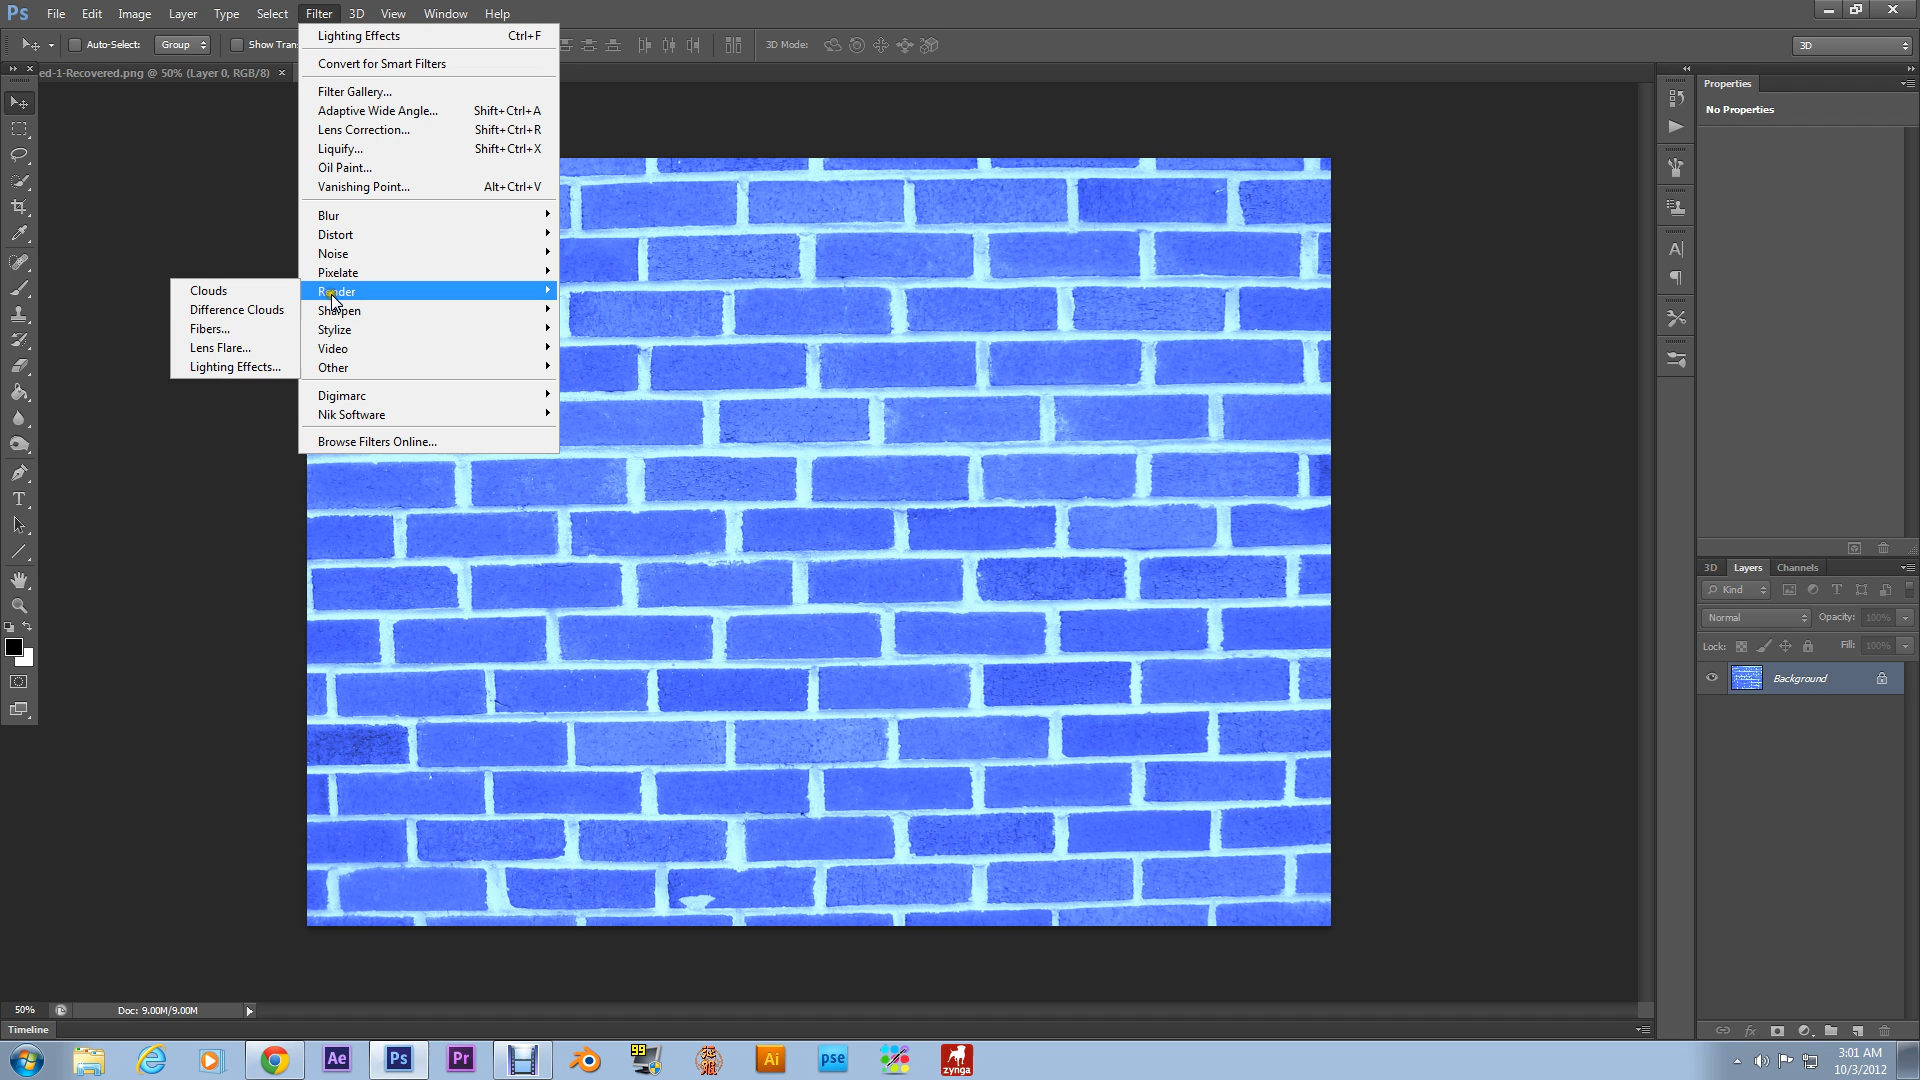 Ps File Edit Image Layer Type Select Filter 3D View Window Help
Auto-Select: Group Show Tran 3D Mode: 3D
ed-1-Recovered.png @ 50% (Layer 0, RGB/8) ×
Lighting Effects Ctrl+F
Convert for Smart Filters
Filter Gallery...
Adaptive Wide Angle... Shift+Ctrl+A
Lens Correction... Shift+Ctrl+R
Liquify... Shift+Ctrl+X
Oil Paint...
Vanishing Point... Alt+Ctrl+V
Blur
Distort
Noise
Pixelate
Render
Sharpen
Stylize
Video
Other
Digimarc
Nik Software
Browse Filters Online...
Clouds
Difference Clouds
Fibers...
Lens Flare...
Lighting Effects...
Properties
No Properties
3D Layers Channels
Kind
Normal Opacity: 100%
Lock: Fill: 100%
Background
50% Doc: 9.00M/9.00M
Timeline
Ae Ps Pr 99 Ai pse zynga
3:01 AM
10/3/2012